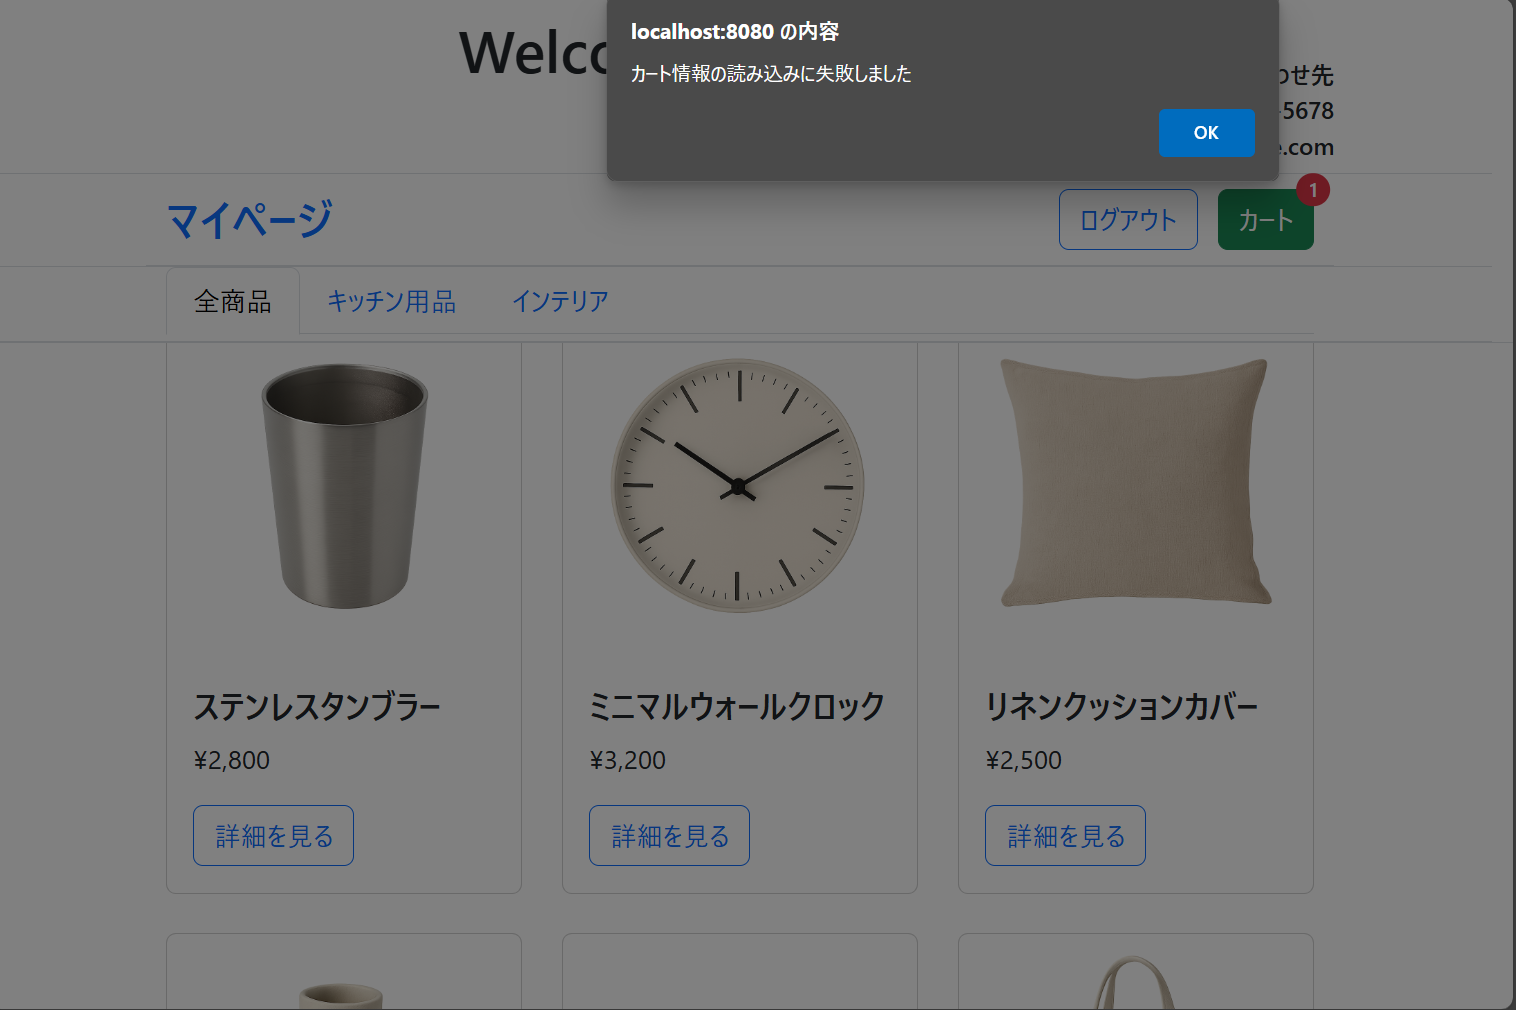 localhost:8080 の内容
カート情報の読み込みに失敗しました
OK
わせ先
-5678
e.com
マイページ
ログアウト
カート
1
全商品
キッチン用品
インテリア
ステンレスタンブラー
¥2,800
詳細を見る
ミニマルウォールクロック
¥3,200
詳細を見る
リネンクッションカバー
¥2,500
詳細を見る